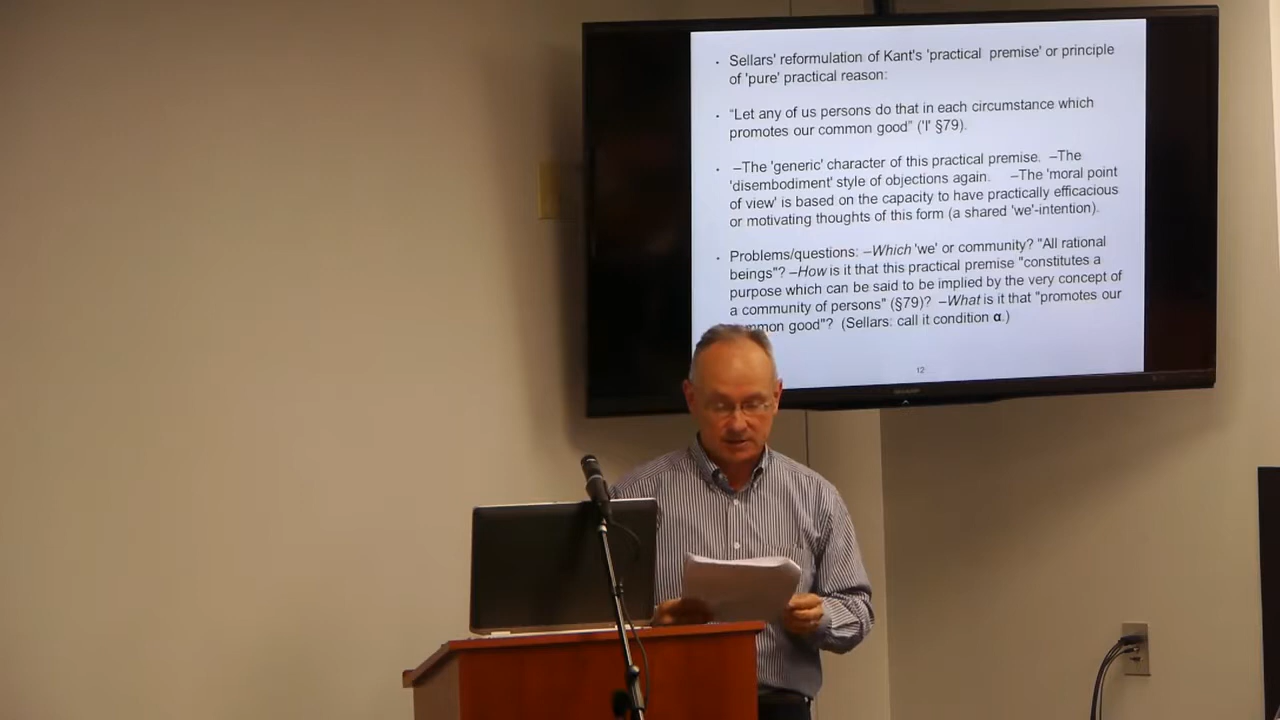 · Sellars' reformulation of Kant's 'practical premise' or principle
of 'pure' practical reason:
· "Let any of us persons do that in each circumstance which
promotes our common good" ('I' §79).
· –The 'generic' character of this practical premise. –The
'disembodiment' style of objections again. –The 'moral point
of view' is based on the capacity to have practically efficacious
or motivating thoughts of this form (a shared 'we'-intention).
· Problems/questions: –Which 'we' or community? "All rational
beings"? –How is it that this practical premise "constitutes a
purpose which can be said to be implied by the very concept of
a community of persons" (§79)? –What is it that "promotes our
good"? (Sellars: call it condition α.)
12
SHARP